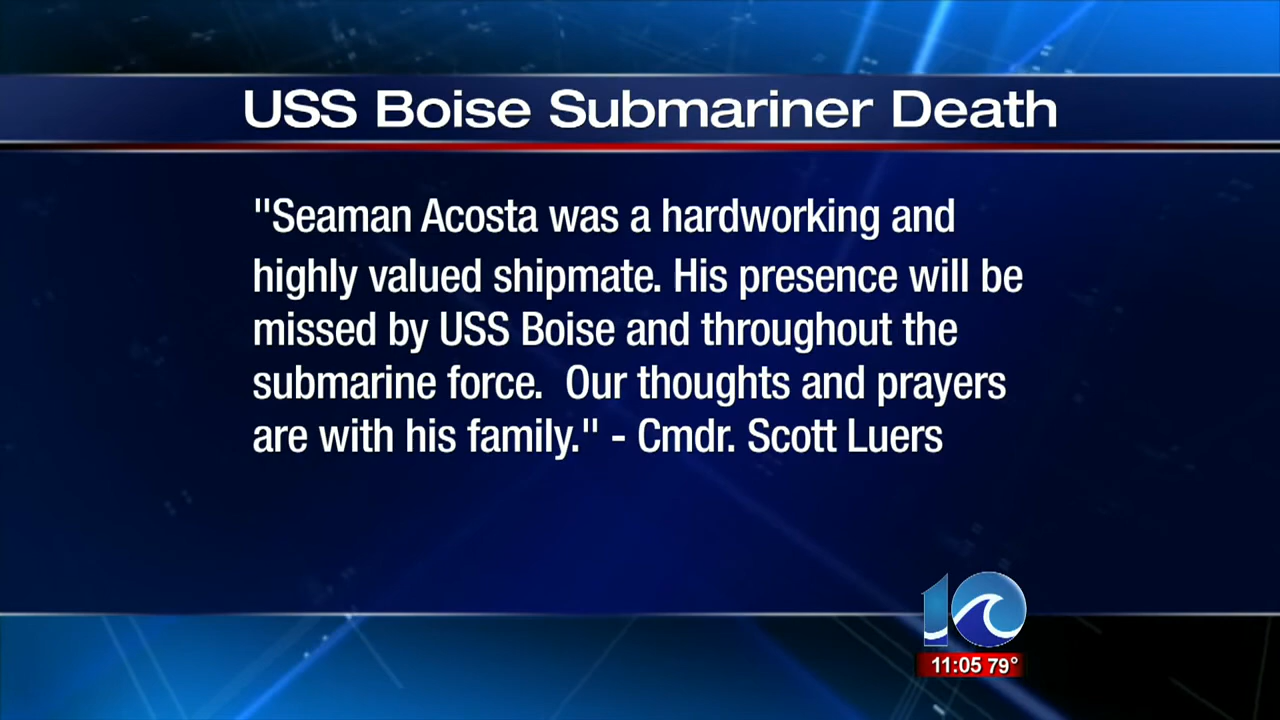 USS Boise Submariner Death
"Seaman Acosta was a hardworking and
highly valued shipmate. His presence will be
missed by USS Boise and throughout the
submarine force.  Our thoughts and prayers
are with his family." - Cmdr. Scott Luers
10
11:05 79°